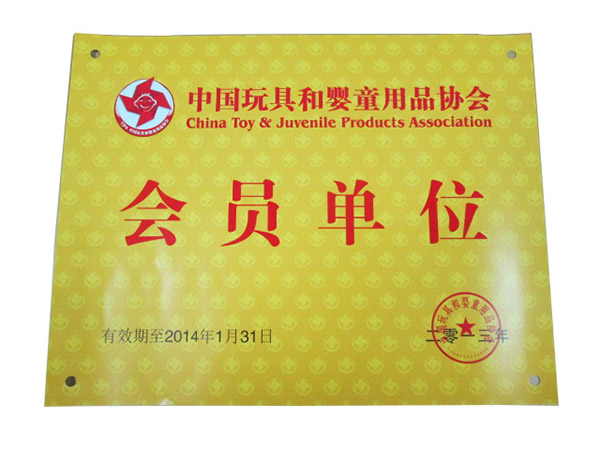 中国玩具和婴童用品协会
China Toy & Juvenile Products Association
会员单位
有效期至2014年1月31日
二零一三年
中国玩具和婴童用品协会